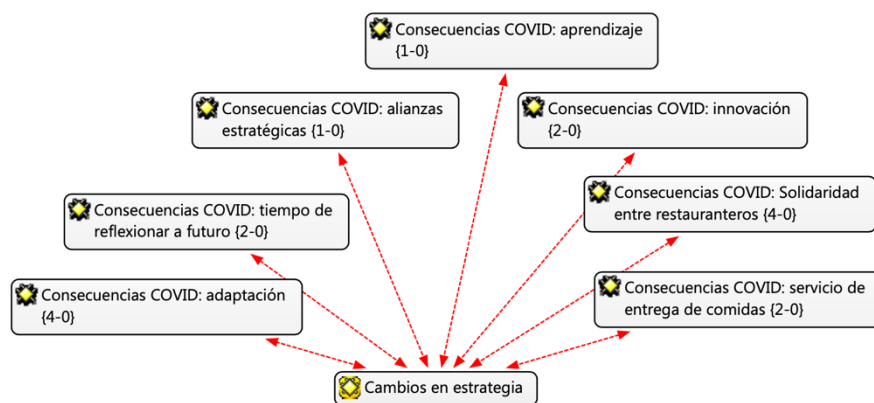 Consecuencias COVID: aprendizaje
{1-0}
Consecuencias COVID: alianzas
estratégicas {1-0}
Consecuencias COVID: innovación
{2-0}
Consecuencias COVID: tiempo de
reflexionar a futuro {2-0}
Consecuencias COVID: Solidaridad
entre restauranteros {4-0}
Consecuencias COVID: adaptación
{4-0}
Consecuencias COVID: servicio de
entrega de comidas {2-0}
Cambios en estrategia